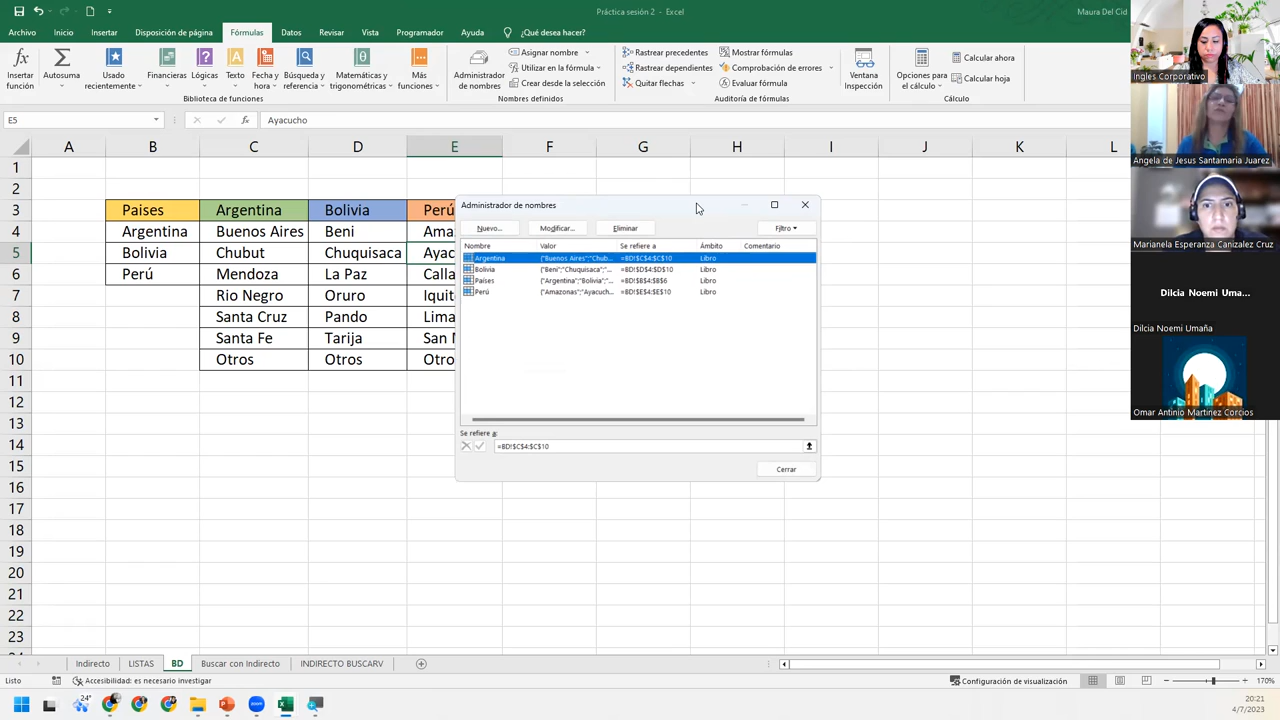 Práctica sesión 2 - Excel
Maura Del Cid
Archivo Inicio Insertar Disposición de página Fórmulas Datos Revisar Vista Programador Ayuda ¿Qué desea hacer?
Insertar función
Autosuma
Usado recientemente
Financieras
Lógicas
Texto
Fecha y hora
Búsqueda y referencia
Matemáticas y trigonométricas
Más funciones
Administrador de nombres
Asignar nombre
Utilizar en la fórmula
Crear desde la selección
Rastrear precedentes
Rastrear dependientes
Quitar flechas
Mostrar fórmulas
Comprobación de errores
Evaluar fórmula
Ventana Inspección
Opciones para el cálculo
Calcular ahora
Calcular hoja
Biblioteca de funciones
Nombres definidos
Auditoría de fórmulas
Cálculo
E5
fx
Ayacucho
A B C D E F G H I J K L
1
2
3 Paises Argentina Bolivia Perú
4 Argentina Buenos Aires Beni Ama
5 Bolivia Chubut Chuquisaca Ayac
6 Perú Mendoza La Paz Calla
7 Rio Negro Oruro Iquit
8 Santa Cruz Pando Lima
9 Santa Fe Tarija San
10 Otros Otros Otro
11
12
13
14
15
16
17
18
19
20
21
22
23
Administrador de nombres
Nuevo... Modificar... Eliminar Filtro
Nombre Valor Se refiere a Ámbito Comentario
Argentina {"Buenos Aires";"Chub... =BD!$C$4:$C$10 Libro
Bolivia {"Beni";"Chuquisaca";"... =BD!$D$4:$D$10 Libro
Países {"Argentina";"Bolivia";"... =BD!$B$4:$B$6 Libro
Perú {"Amazonas";"Ayacuch... =BD!$E$4:$E$10 Libro
Se refiere a:
=BD!$C$4:$C$10
Cerrar
Ingles Corporativo
Angela de Jesus Santamaria Juarez
Marianela Esperanza Canizalez Cruz
Dilcia Noemi Uma...
Dilcia Noemi Umaña
Omar Antinio Martinez Corcios
Indirecto LISTAS BD Buscar con Indirecto INDIRECTO BUSCARV
Listo
Accesibilidad: es necesario investigar
Configuración de visualización
170%
24°
zoom
20:21
4/7/2023